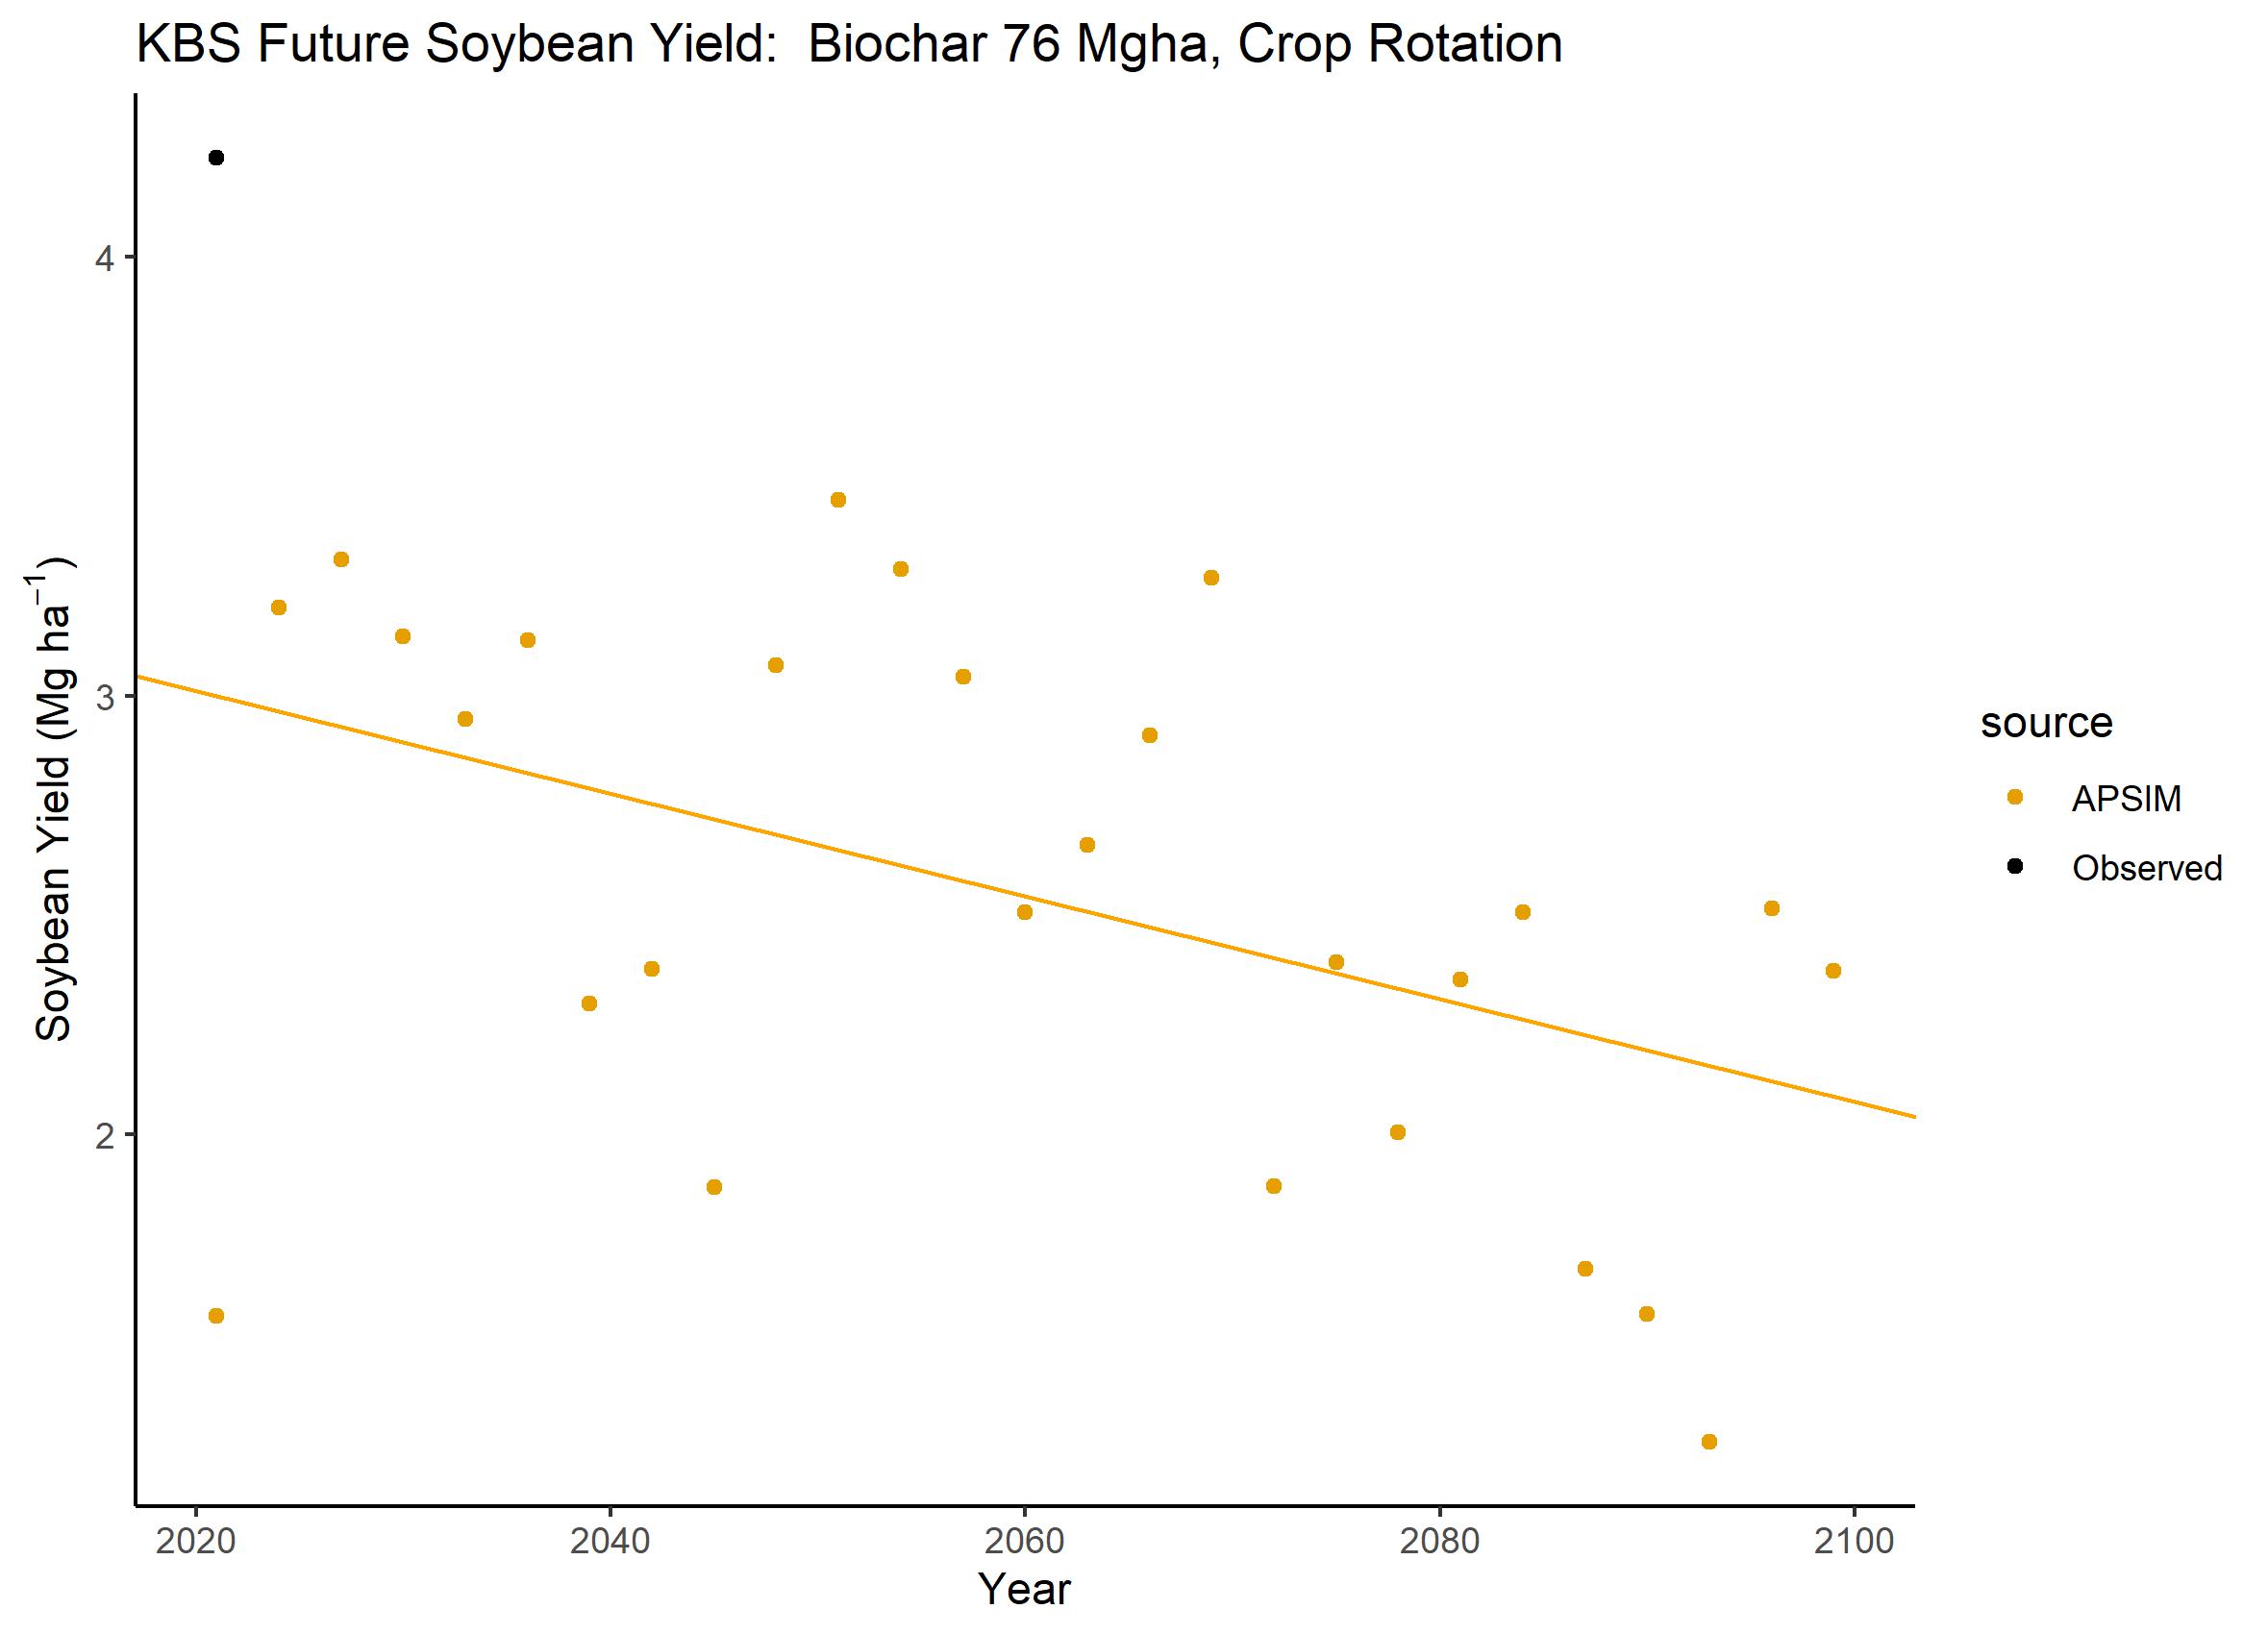 KBS Future Soybean Yield:  Biochar 76 Mgha, Crop Rotation
Soybean Yield (Mg ha⁻¹)
4
3
2
2020 2040 2060 2080 2100
Year
source
APSIM
Observed